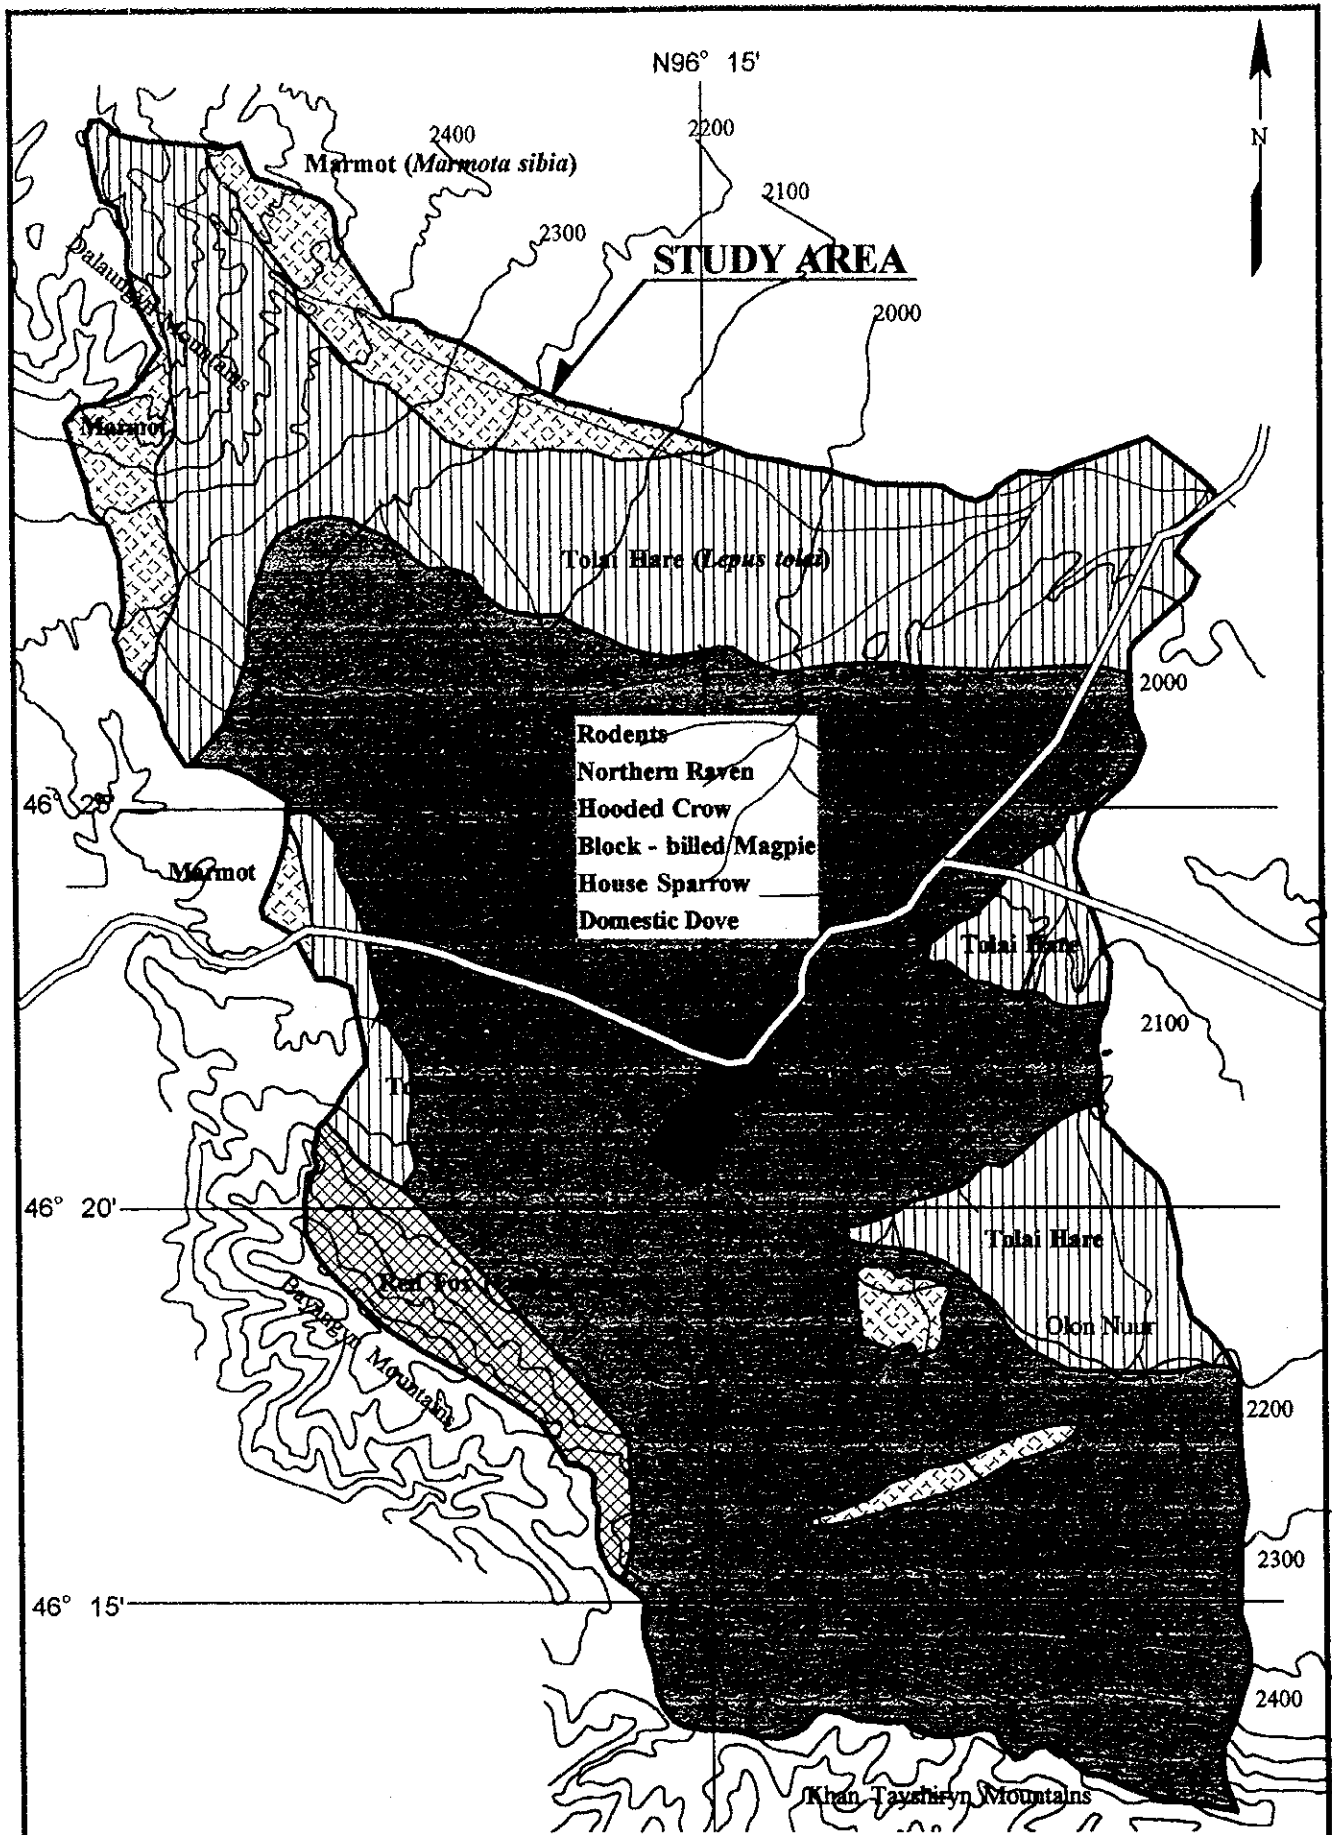 N96° 15'
N
2400
2200
Marmot (Marmota sibia)
2100
2300
STUDY AREA
Dalaungyn Mountains
2000
Marmot
Tolai Hare (Lepus tolai)
2000
Rodents
Northern Raven
46° 25'
Hooded Crow
Block - billed Magpie
Marmot
House Sparrow
Domestic Dove
Tolai Hare
2100
To
46° 20'
Tolai Hare
Red Fox
Bayangyn Mountains
Olon Nuur
2200
2300
46° 15'
2400
Khan Tayshiryn Mountains